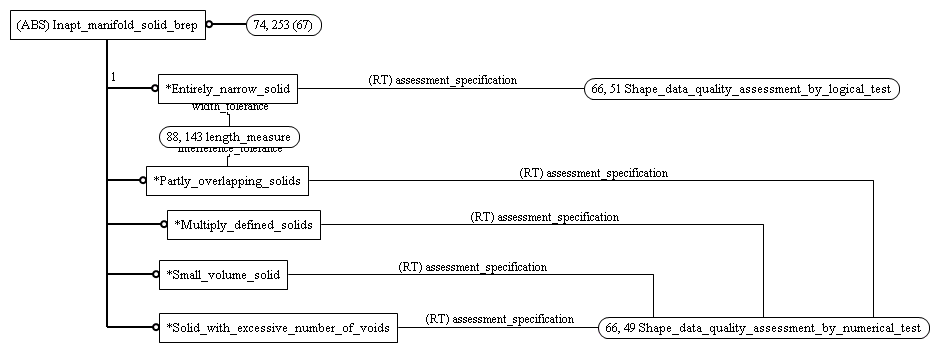 (ABS) Inapt_manifold_solid_brep
74, 253 (67)
1
*Entirely_narrow_solid
(RT) assessment_specification
66, 51 Shape_data_quality_assessment_by_logical_test
width_tolerance
88, 143 length_measure
interference_tolerance
*Partly_overlapping_solids
(RT) assessment_specification
*Multiply_defined_solids
(RT) assessment_specification
*Small_volume_solid
(RT) assessment_specification
*Solid_with_excessive_number_of_voids
(RT) assessment_specification
66, 49 Shape_data_quality_assessment_by_numerical_test